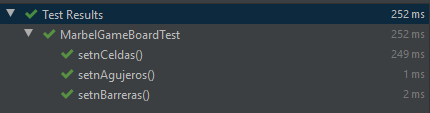 Test Results 252 ms
MarbelGameBoardTest 252 ms
setnCeldas() 249 ms
setnAgujeros() 1 ms
setnBarreras() 2 ms